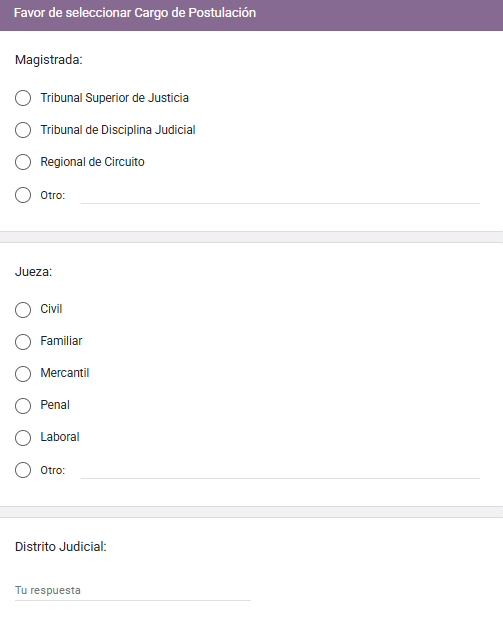 Favor de seleccionar Cargo de Postulación
Magistrada:
Tribunal Superior de Justicia
Tribunal de Disciplina Judicial
Regional de Circuito
Otro:
Jueza:
Civil
Familiar
Mercantil
Penal
Laboral
Otro:
Distrito Judicial:
Tu respuesta